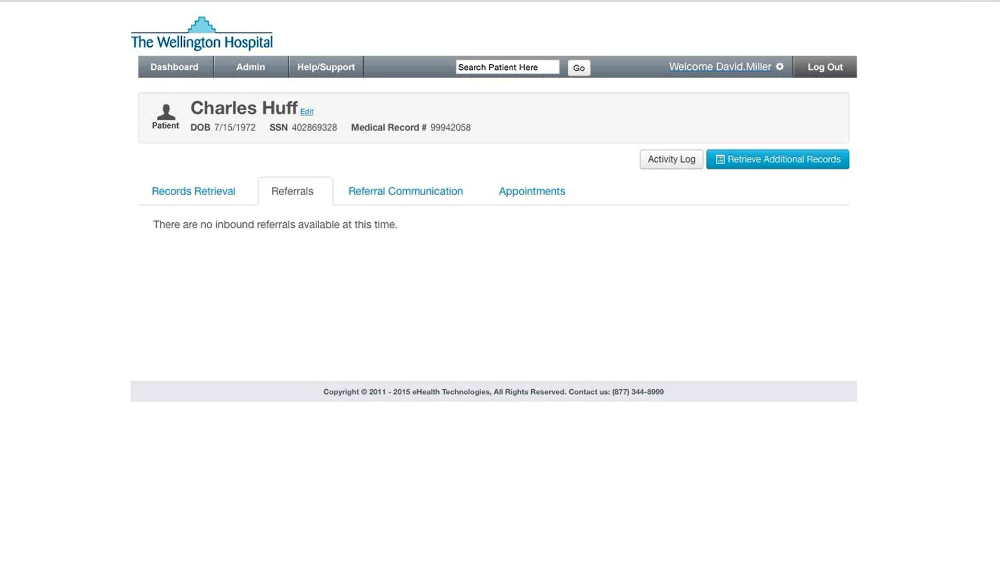 The Wellington Hospital
Dashboard Admin Help/Support Search Patient Here Go Welcome David.Miller Log Out
Charles Huff Edit
Patient DOB 7/15/1972 SSN 402869328 Medical Record # 99942058
Activity Log Retrieve Additional Records
Records Retrieval Referrals Referral Communication Appointments
There are no inbound referrals available at this time.
Copyright © 2011 - 2015 eHealth Technologies, All Rights Reserved. Contact us: (877) 344-8999